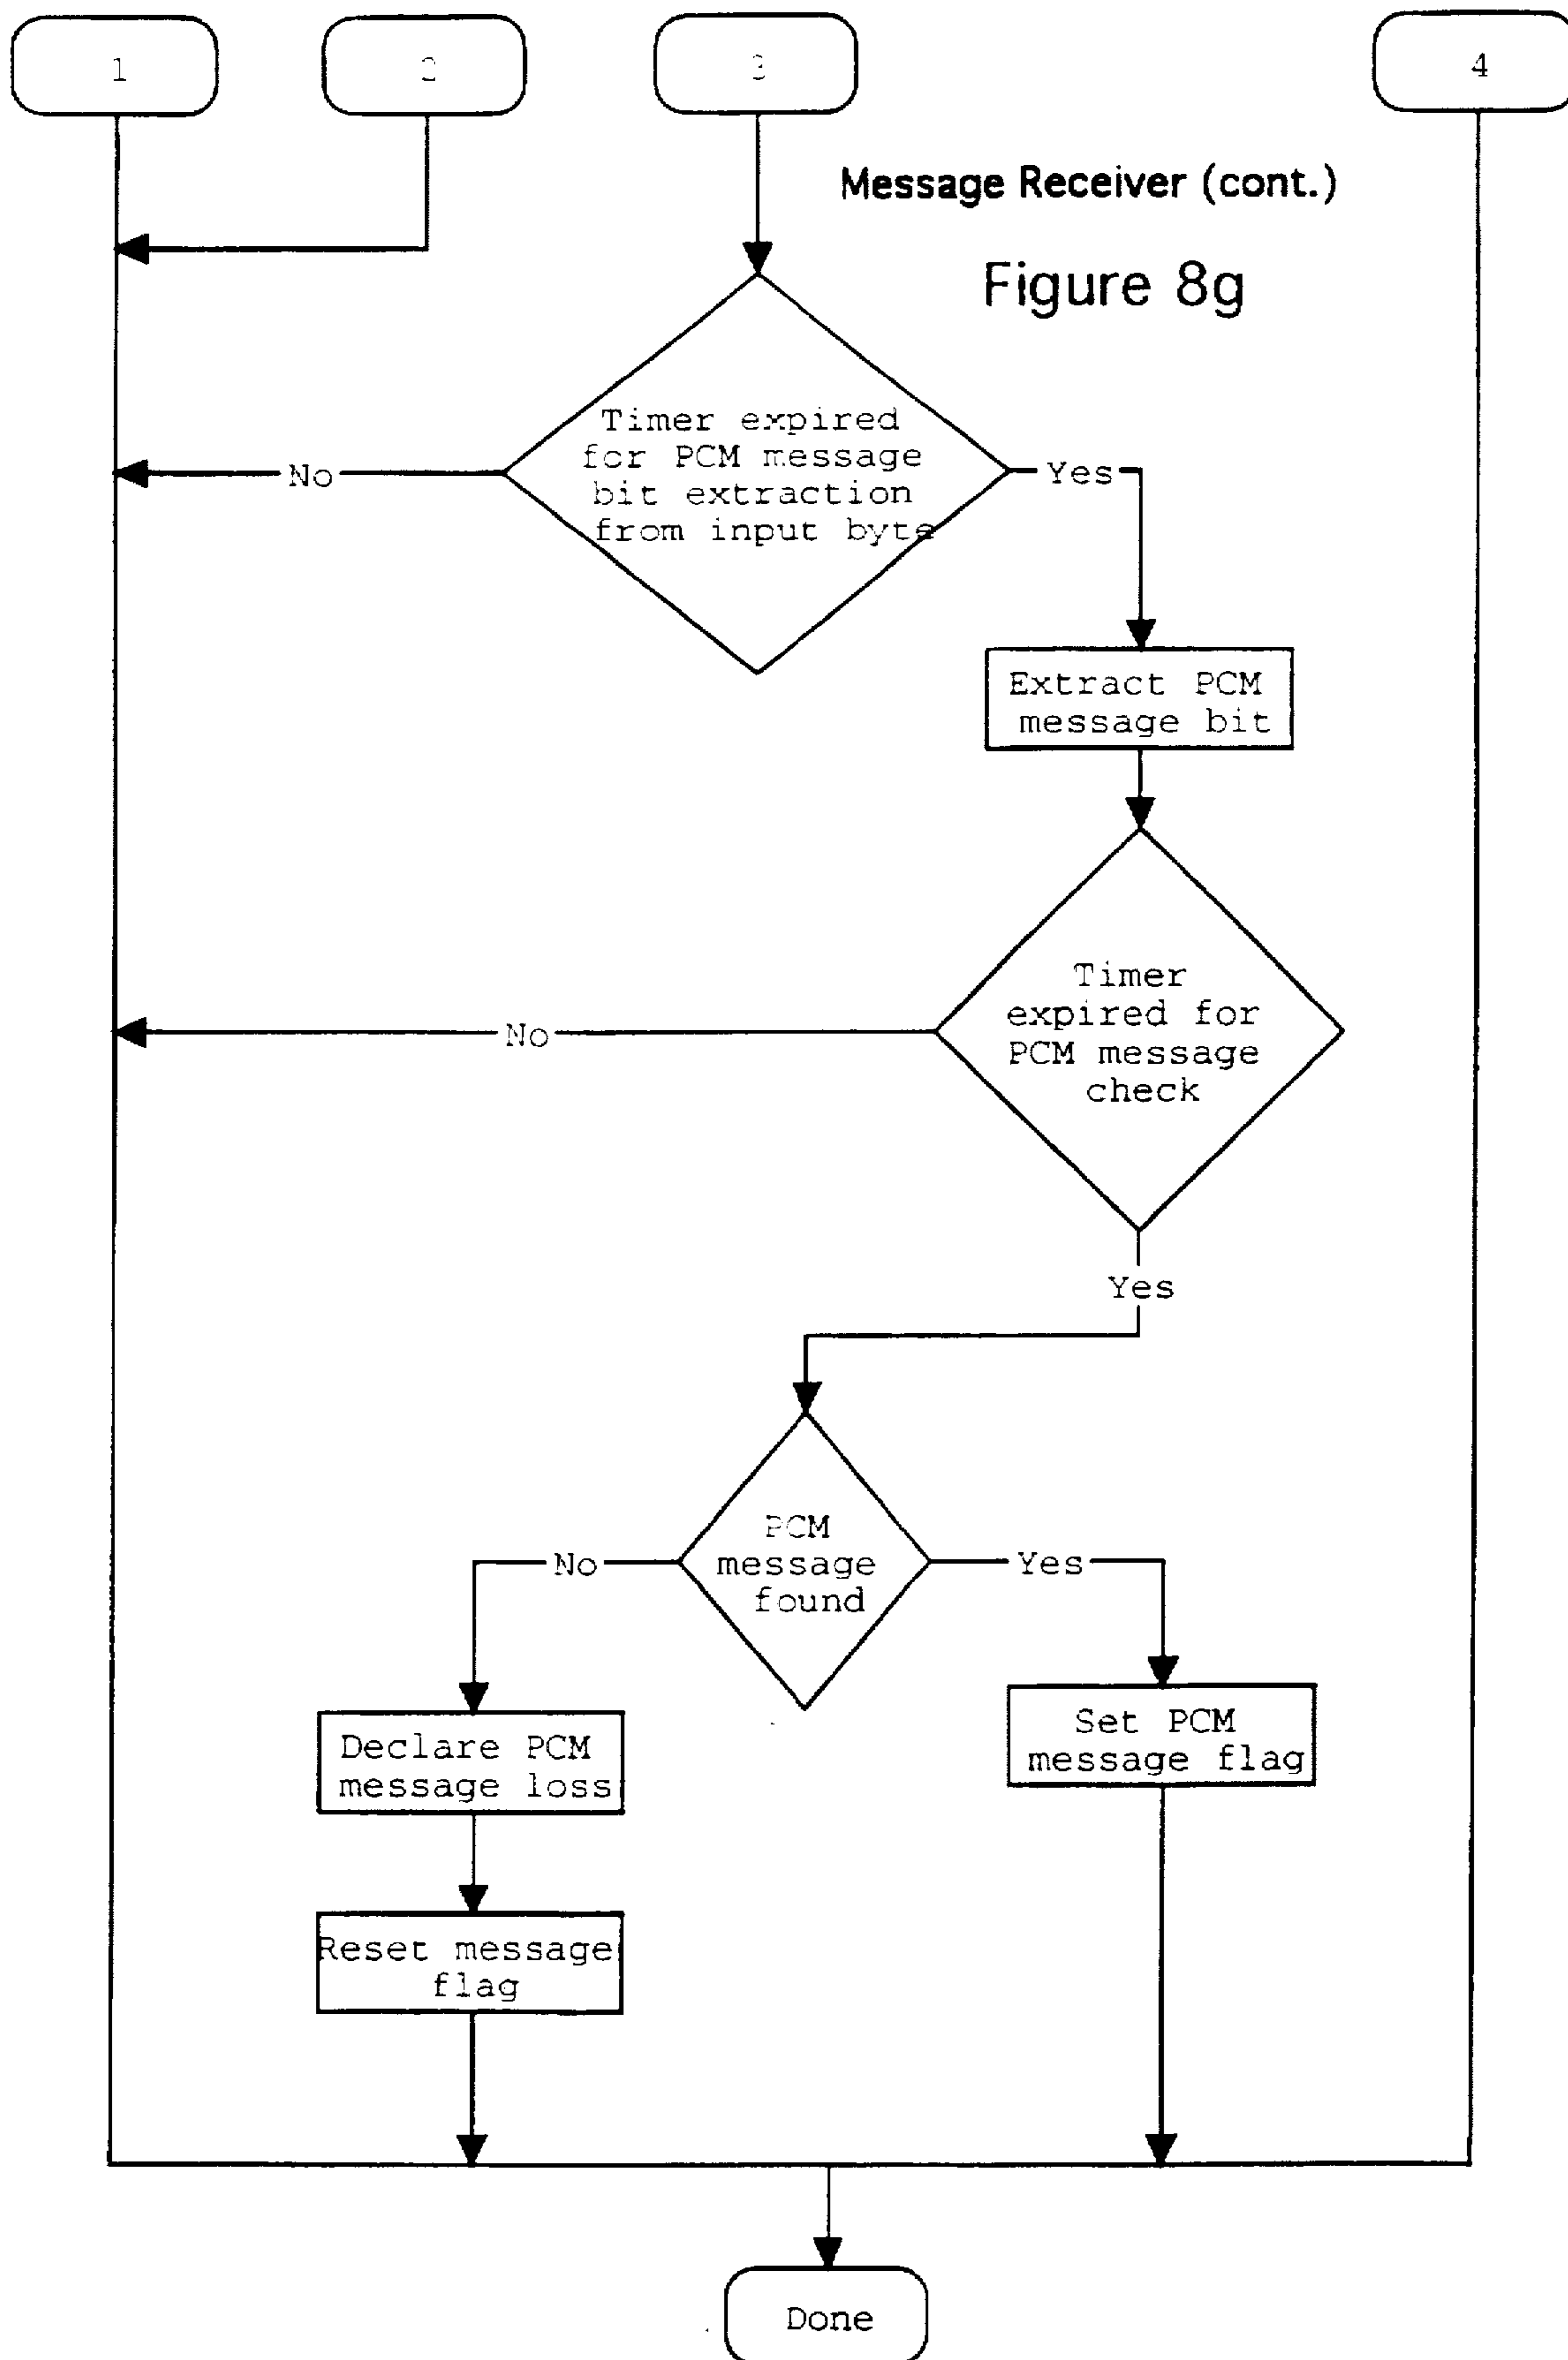 1
2
3
4
Message Receiver (cont.)
Figure 8g
Timer expired
for PCM message
bit extraction
from input byte
No
Yes
Extract PCM
message bit
Timer
expired for
PCM message
check
No
Yes
PCM
message
found
No
Yes
Declare PCM
message loss
Set PCM
message flag
Reset message
flag
Done